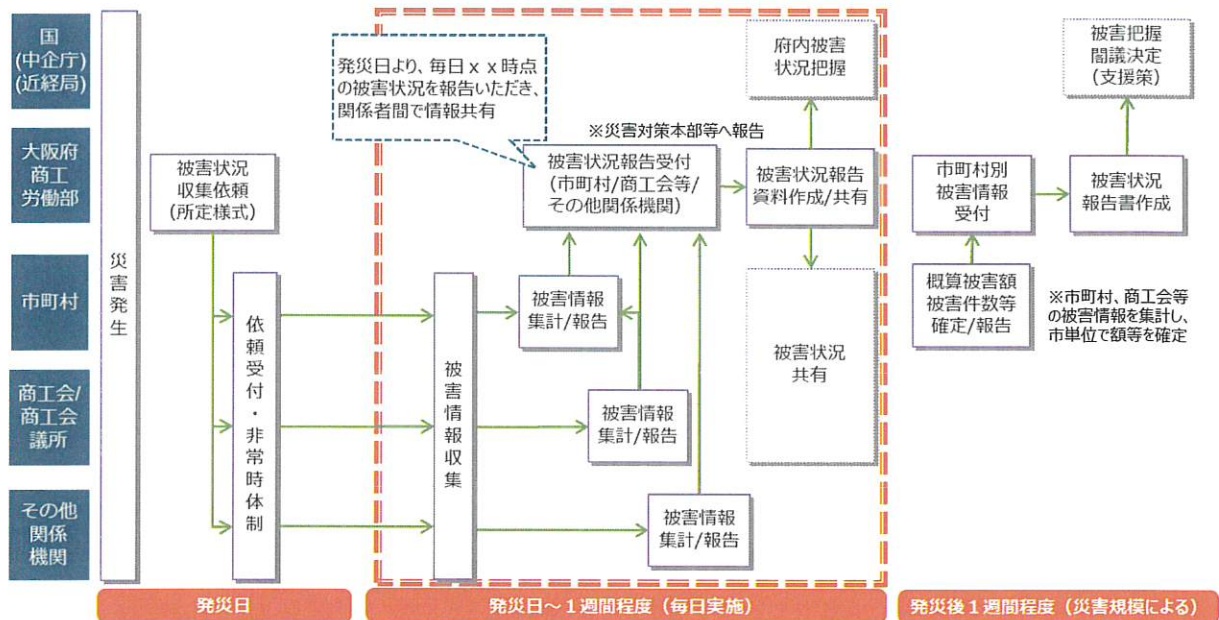 国
(中企庁)
(近経局)
大阪府
商工
労働部
市町村
商工会/
商工会
議所
その他
関係
機関
災害発生
被害状況
収集依頼
(所定様式)
依頼受付・非常時体制
発災日より、毎日ｘｘ時点
の被害状況を報告いただき、
関係者間で情報共有
被害情報収集
※災害対策本部等へ報告
被害状況報告受付
(市町村/商工会等/
その他関係機関)
被害情報
集計/報告
被害情報
集計/報告
被害情報
集計/報告
府内被害
状況把握
被害状況報告
資料作成/共有
被害状況
共有
被害把握
閣議決定
(支援策)
市町村別
被害情報
受付
被害状況
報告書作成
概算被害額
被害件数等
確定/報告
※市町村、商工会等
の被害情報を集計し、
市単位で額等を確定
発災日
発災日～１週間程度（毎日実施）
発災後１週間程度（災害規模による）